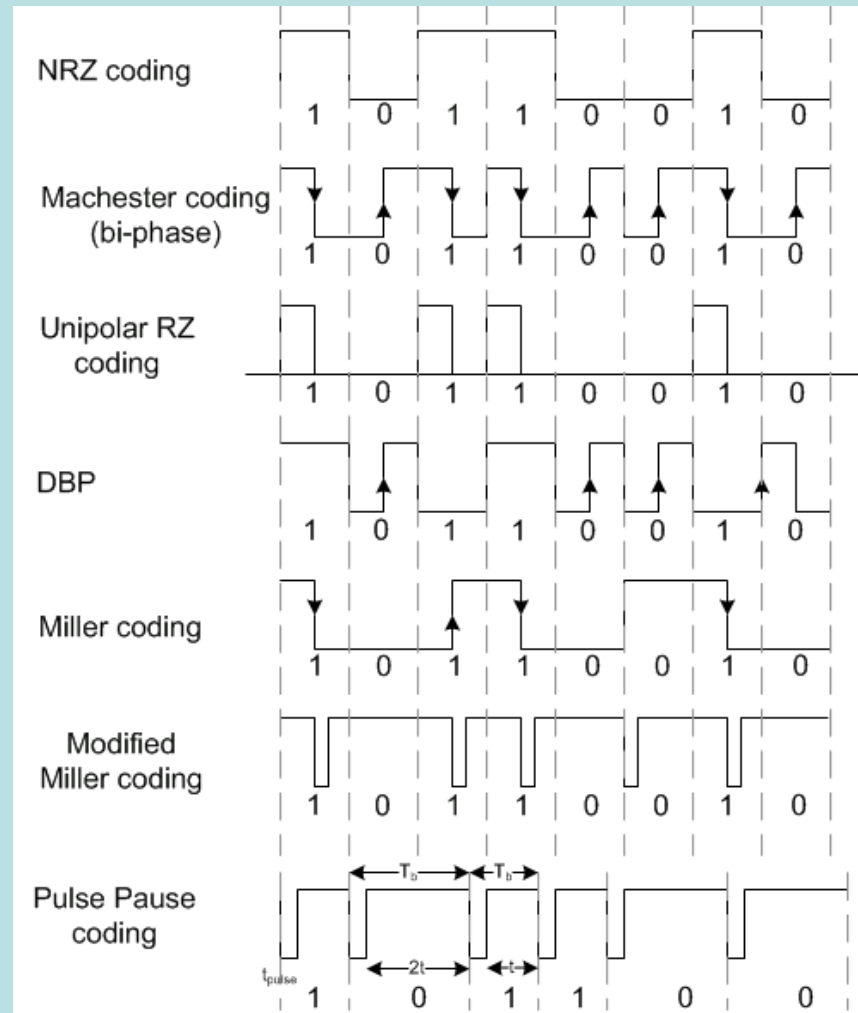 NRZ coding
1 0 1 1 0 0 1 0
Machester coding
(bi-phase)
1 0 1 1 0 0 1 0
Unipolar RZ
coding
1 0 1 1 0 0 1 0
DBP
1 0 1 1 0 0 1 0
Miller coding
1 0 1 1 0 0 1 0
Modified
Miller coding
1 0 1 1 0 0 1 0
Pulse Pause
coding
T_b T_b
2t t
t_pulse
1 0 1 1 0 0